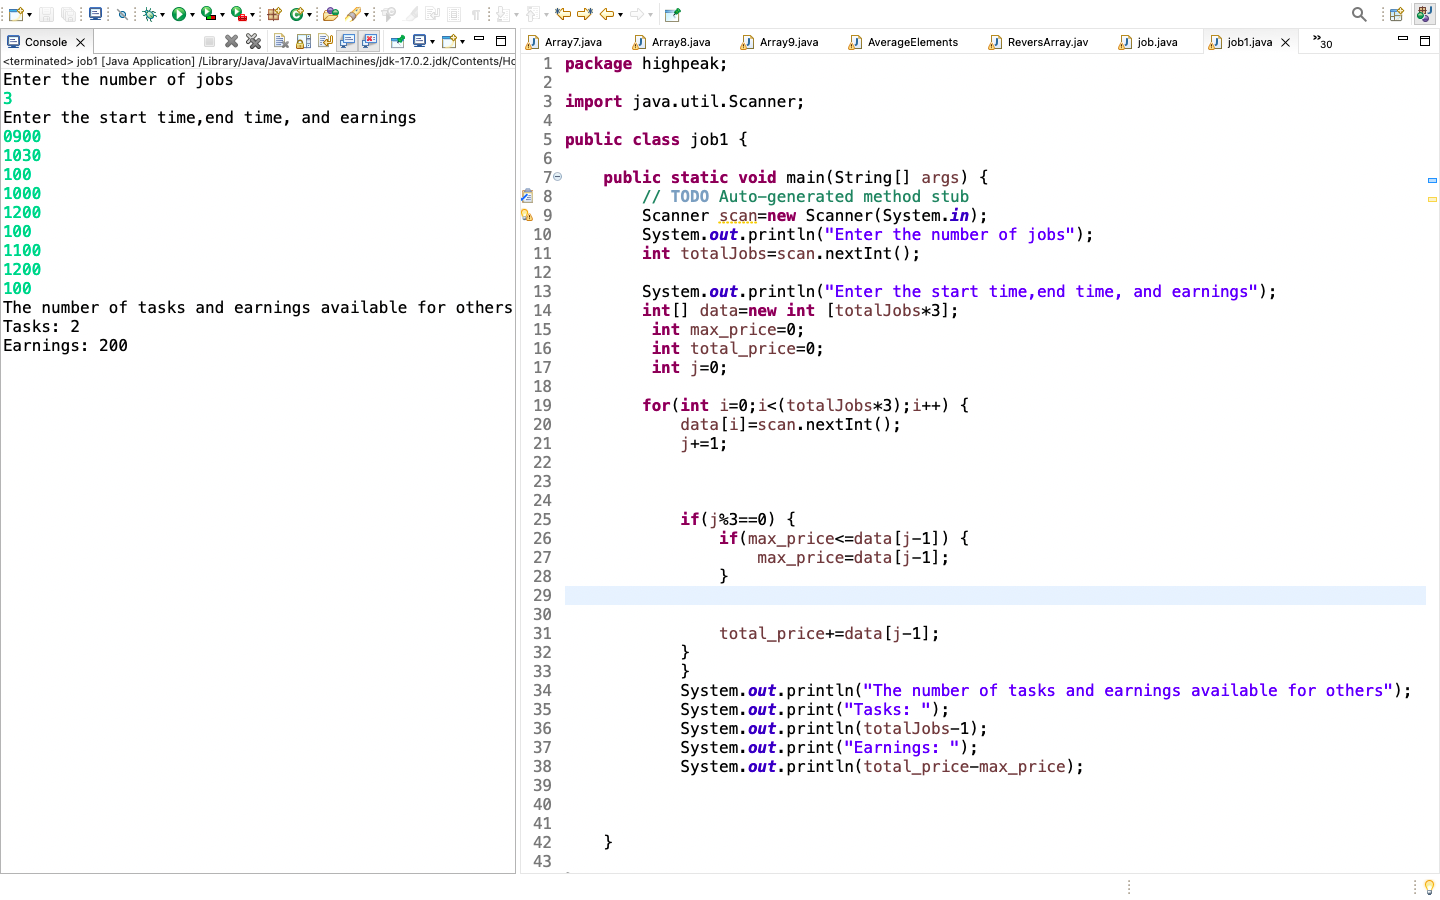 Console
<terminated> job1 [Java Application] /Library/Java/JavaVirtualMachines/jdk-17.0.2.jdk/Contents/Ho
Enter the number of jobs
3
Enter the start time,end time, and earnings
0900
1030
100
1000
1200
100
1100
1200
100
The number of tasks and earnings available for others
Tasks: 2
Earnings: 200
Array7.java Array8.java Array9.java AverageElements ReversArray.jav job.java job1.java »30
1 package highpeak;
2
3 import java.util.Scanner;
4
5 public class job1 {
6
7 public static void main(String[] args) {
8 // TODO Auto-generated method stub
9 Scanner scan=new Scanner(System.in);
10 System.out.println("Enter the number of jobs");
11 int totalJobs=scan.nextInt();
12
13 System.out.println("Enter the start time,end time, and earnings");
14 int[] data=new int [totalJobs*3];
15 int max_price=0;
16 int total_price=0;
17 int j=0;
18
19 for(int i=0;i<(totalJobs*3);i++) {
20 data[i]=scan.nextInt();
21 j+=1;
22
23
24
25 if(j%3==0) {
26 if(max_price<=data[j-1]) {
27 max_price=data[j-1];
28 }
29
30
31 total_price+=data[j-1];
32 }
33 }
34 System.out.println("The number of tasks and earnings available for others");
35 System.out.print("Tasks: ");
36 System.out.println(totalJobs-1);
37 System.out.print("Earnings: ");
38 System.out.println(total_price-max_price);
39
40
41
42 }
43